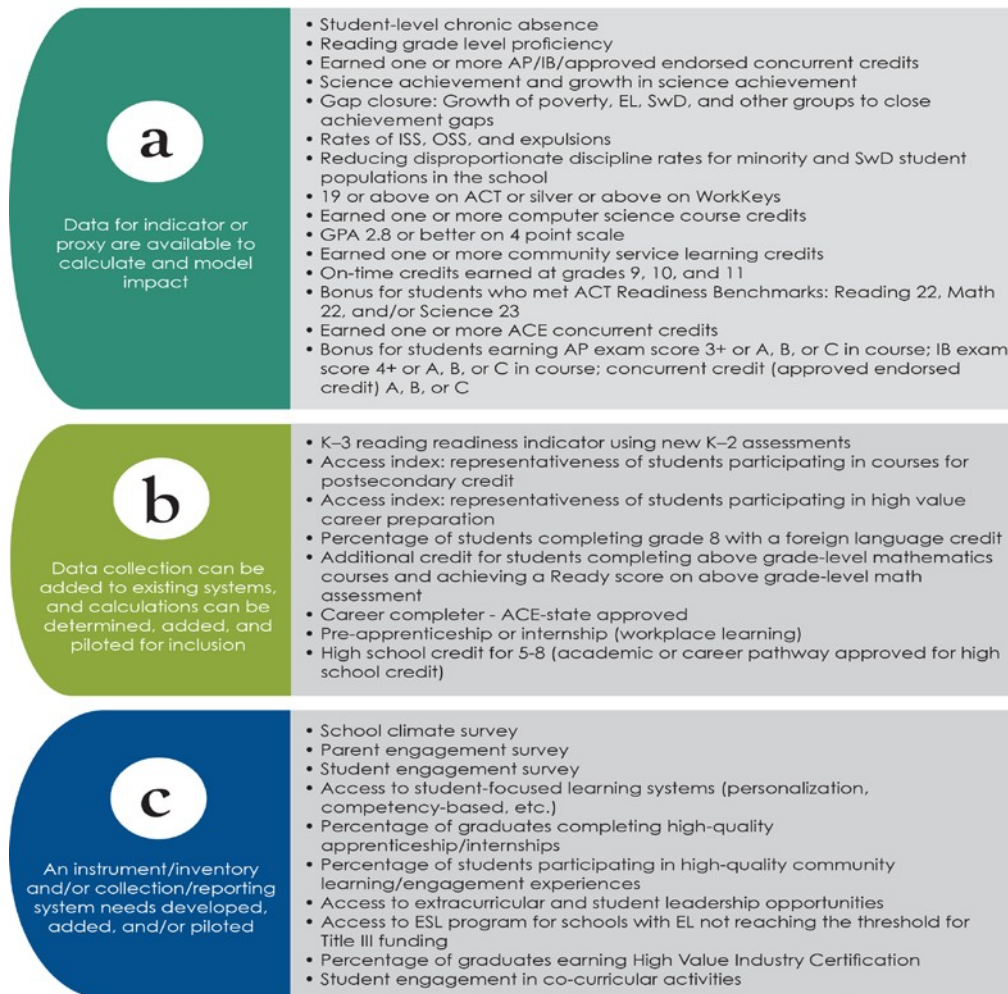 a
Data for indicator or
proxy are available to
calculate and model
impact
• Student-level chronic absence
• Reading grade level proficiency
• Earned one or more AP/IB/approved endorsed concurrent credits
• Science achievement and growth in science achievement
• Gap closure: Growth of poverty, EL, SwD, and other groups to close
achievement gaps
• Rates of ISS, OSS, and expulsions
• Reducing disproportionate discipline rates for minority and SwD student
populations in the school
• 19 or above on ACT or silver or above on WorkKeys
• Earned one or more computer science course credits
• GPA 2.8 or better on 4 point scale
• Earned one or more community service learning credits
• On-time credits earned at grades 9, 10, and 11
• Bonus for students who met ACT Readiness Benchmarks: Reading 22, Math
22, and/or Science 23
• Earned one or more ACE concurrent credits
• Bonus for students earning AP exam score 3+ or A, B, or C in course; IB exam
score 4+ or A, B, or C in course; concurrent credit (approved endorsed
credit) A, B, or C
b
Data collection can be
added to existing systems,
and calculations can be
determined, added, and
piloted for inclusion
• K–3 reading readiness indicator using new K–2 assessments
• Access index: representativeness of students participating in courses for
postsecondary credit
• Access index: representativeness of students participating in high value
career preparation
• Percentage of students completing grade 8 with a foreign language credit
• Additional credit for students completing above grade-level mathematics
courses and achieving a Ready score on above grade-level math
assessment
• Career completer - ACE-state approved
• Pre-apprenticeship or internship (workplace learning)
• High school credit for 5-8 (academic or career pathway approved for high
school credit)
c
An instrument/inventory
and/or collection/reporting
system needs developed,
added, and/or piloted
• School climate survey
• Parent engagement survey
• Student engagement survey
• Access to student-focused learning systems (personalization,
competency-based, etc.)
• Percentage of graduates completing high-quality
apprenticeship/internships
• Percentage of students participating in high-quality community
learning/engagement experiences
• Access to extracurricular and student leadership opportunities
• Access to ESL program for schools with EL not reaching the threshold for
Title III funding
• Percentage of graduates earning High Value Industry Certification
• Student engagement in co-curricular activities